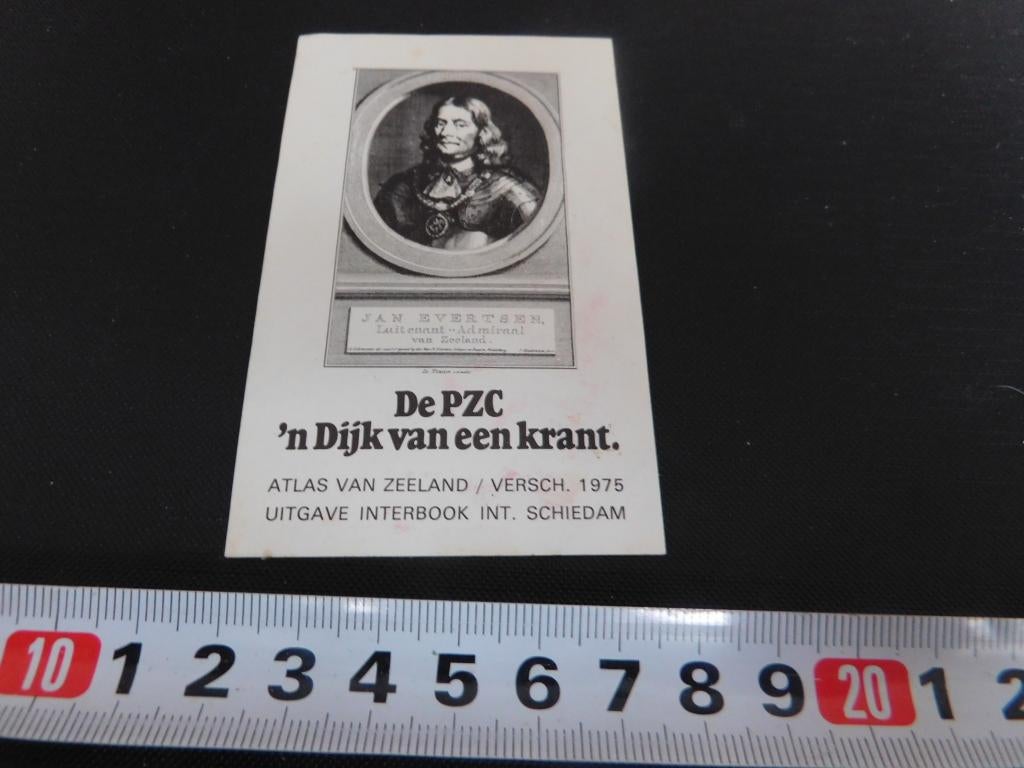 JAN EVERTSEN,
Luitenant-Admiraal
van Zeeland.
De PZC
'n Dijk van een krant.
ATLAS VAN ZEELAND / VERSCH. 1975
UITGAVE INTERBOOK INT. SCHIEDAM
10 1 2 3 4 5 6 7 8 9 20 1 2